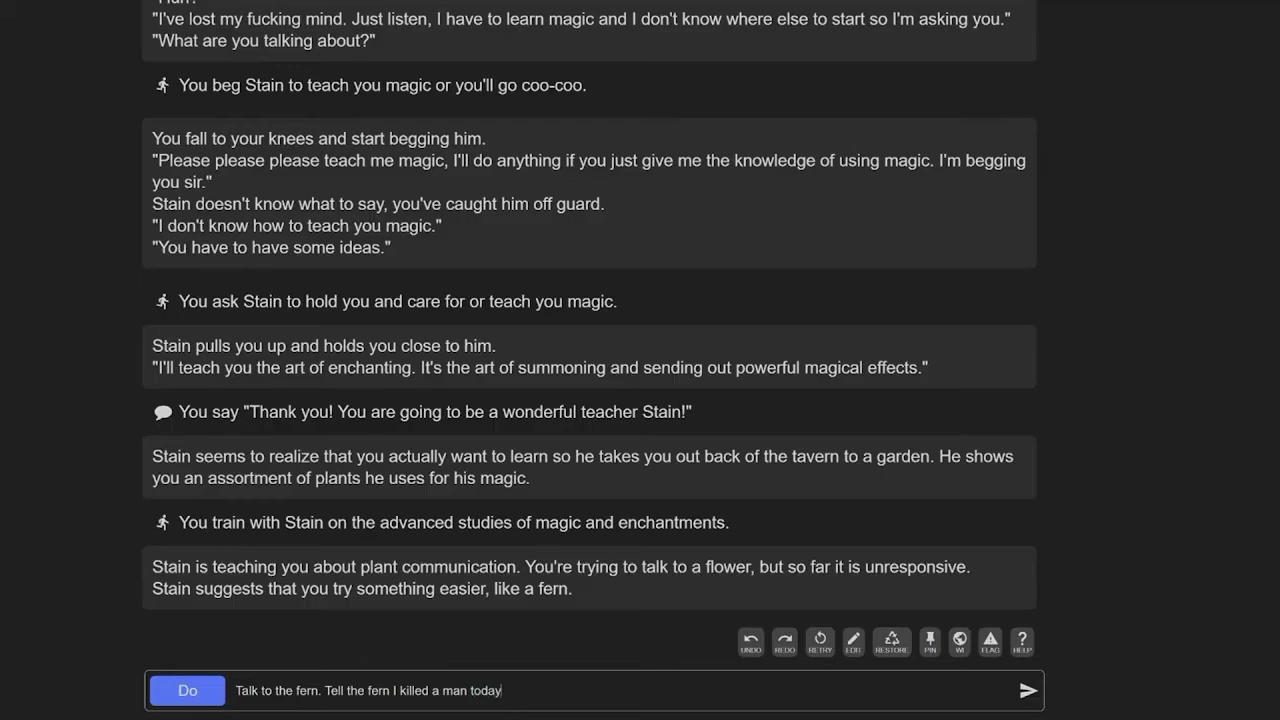 "I've lost my fucking mind. Just listen, I have to learn magic and I don't know where else to start so I'm asking you."
"What are you talking about?"
You beg Stain to teach you magic or you'll go coo-coo.
You fall to your knees and start begging him.
"Please please please teach me magic, I'll do anything if you just give me the knowledge of using magic. I'm begging
you sir."
Stain doesn't know what to say, you've caught him off guard.
"I don't know how to teach you magic."
"You have to have some ideas."
You ask Stain to hold you and care for or teach you magic.
Stain pulls you up and holds you close to him.
"I'll teach you the art of enchanting. It's the art of summoning and sending out powerful magical effects."
You say "Thank you! You are going to be a wonderful teacher Stain!"
Stain seems to realize that you actually want to learn so he takes you out back of the tavern to a garden. He shows
you an assortment of plants he uses for his magic.
You train with Stain on the advanced studies of magic and enchantments.
Stain is teaching you about plant communication. You're trying to talk to a flower, but so far it is unresponsive.
Stain suggests that you try something easier, like a fern.
UNDO REDO RETRY EDIT RESTORE PIN WI FLAG HELP
Do Talk to the fern. Tell the fern I killed a man today